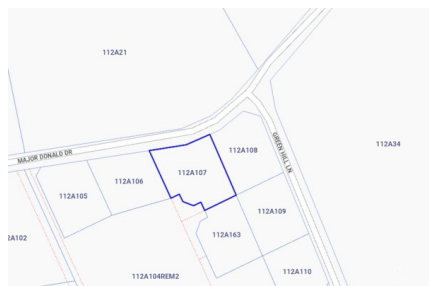 112A21
MAJOR DONALD DR
GREEN HILL LN
112A34
112A108
112A107
112A106
112A105
112A109
112A163
2A102
112A104REM2
112A110